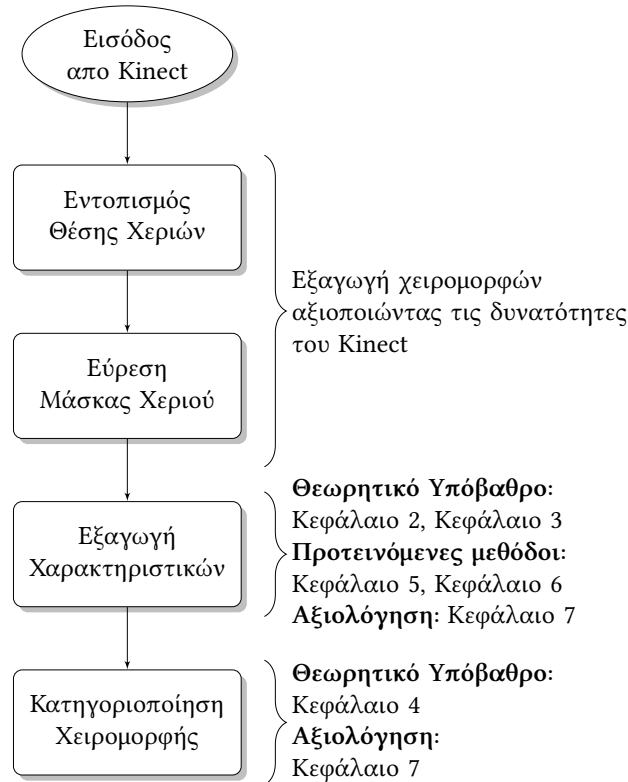 Εισόδος
απο Kinect
Εντοπισμός
Θέσης Χεριών
Εξαγωγή χειρομορφών
αξιοποιώντας τις δυνατότητες
του Kinect
Εύρεση
Μάσκας Χεριού
Εξαγωγή
Χαρακτηριστικών
Θεωρητικό Υπόβαθρο:
Κεφάλαιο 2, Κεφάλαιο 3
Προτεινόμενες μεθόδοι:
Κεφάλαιο 5, Κεφάλαιο 6
Αξιολόγηση: Κεφάλαιο 7
Κατηγοριοποίηση
Χειρομορφής
Θεωρητικό Υπόβαθρο:
Κεφάλαιο 4
Αξιολόγηση:
Κεφάλαιο 7